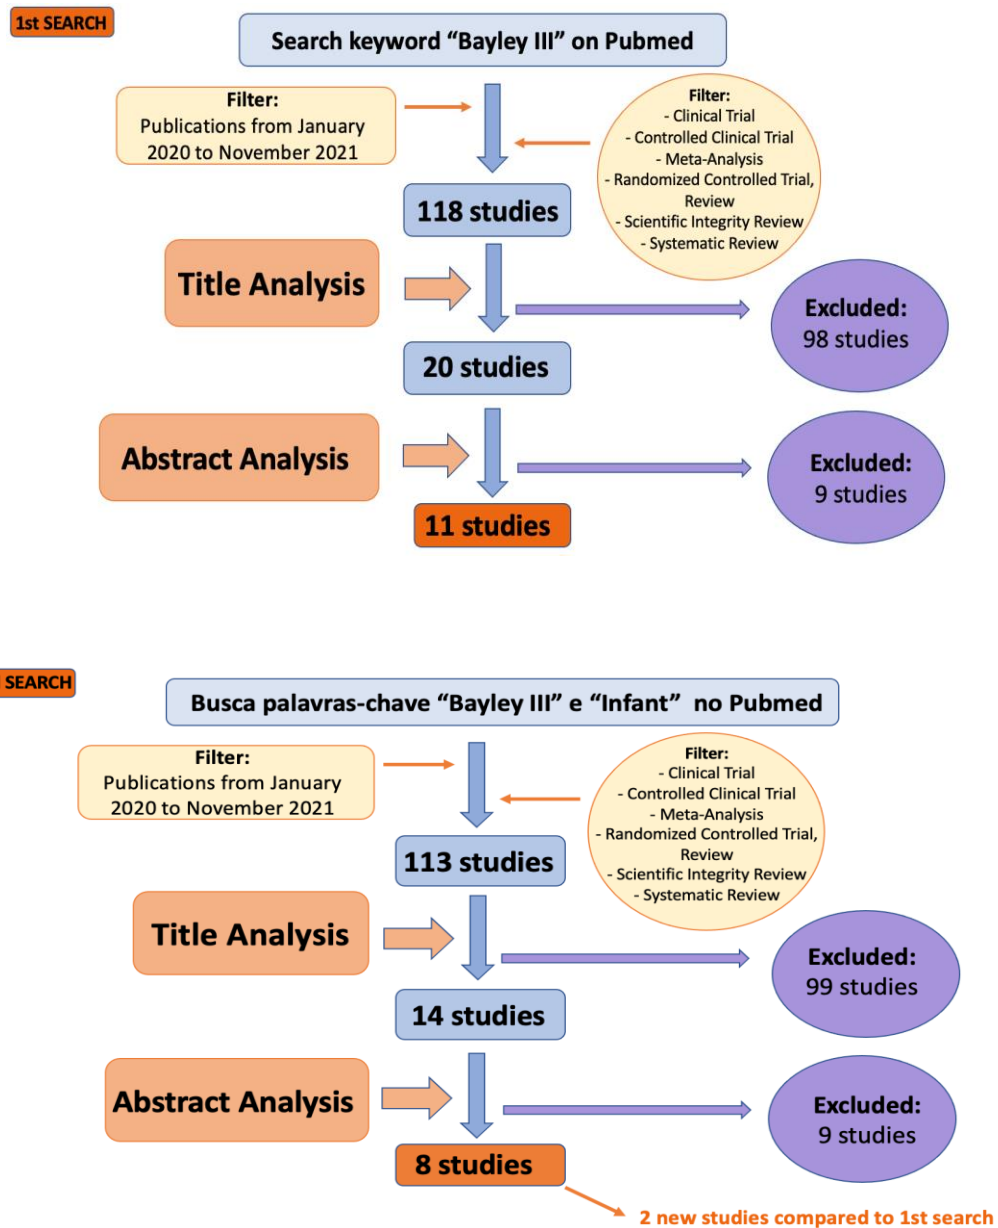 1st SEARCH
Search keyword “Bayley III” on Pubmed
Filter:
Publications from January
2020 to November 2021
Filter:
- Clinical Trial
- Controlled Clinical Trial
- Meta-Analysis
- Randomized Controlled Trial,
Review
- Scientific Integrity Review
- Systematic Review
118 studies
Title Analysis
Excluded:
98 studies
20 studies
Abstract Analysis
Excluded:
9 studies
11 studies
SEARCH
Busca palavras-chave “Bayley III” e “Infant” no Pubmed
Filter:
Publications from January
2020 to November 2021
Filter:
- Clinical Trial
- Controlled Clinical Trial
- Meta-Analysis
- Randomized Controlled Trial,
Review
- Scientific Integrity Review
- Systematic Review
113 studies
Title Analysis
Excluded:
99 studies
14 studies
Abstract Analysis
Excluded:
9 studies
8 studies
2 new studies compared to 1st search